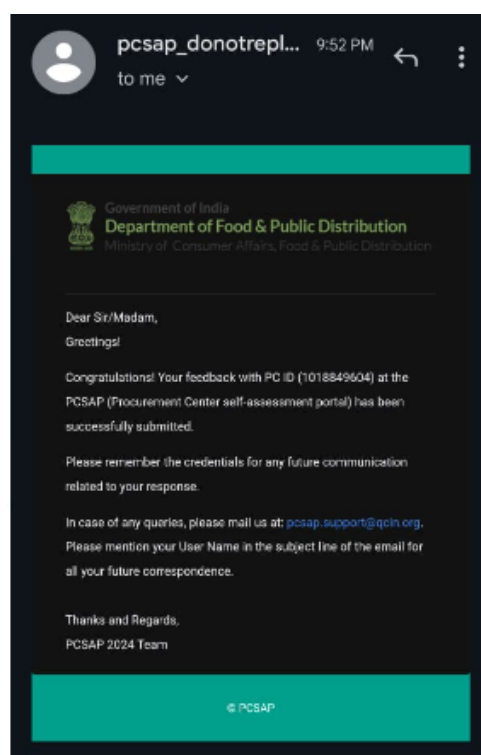 pcsap_donotrepl... 9:52 PM
to me
Government of India
Department of Food & Public Distribution
Ministry of Consumer Affairs, Food & Public Distribution
Dear Sir/Madam,
Greetings!
Congratulations! Your feedback with PC ID (1018849604) at the
PCSAP (Procurement Center self-assessment portal) has been
successfully submitted.
Please remember the credentials for any future communication
related to your response.
In case of any queries, please mail us at: pcsap.support@qcin.org.
Please mention your User Name in the subject line of the email for
all your future correspondence.
Thanks and Regards,
PCSAP 2024 Team
© PCSAP